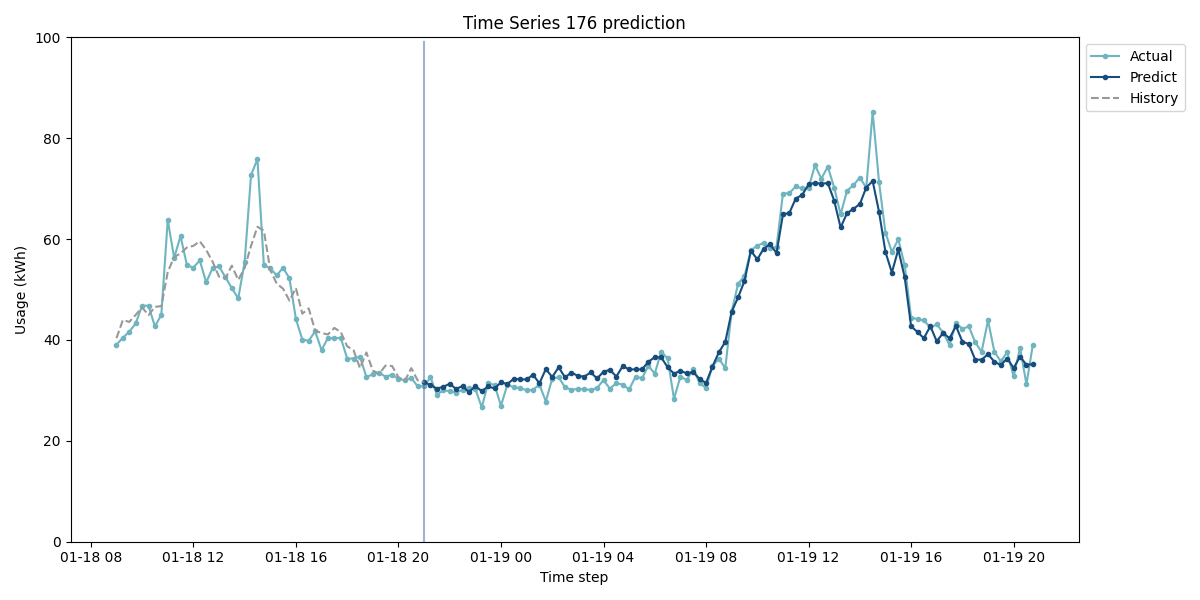 Time Series 176 prediction
100
80
60
40
20
0
Usage (kWh)
01-18 08 01-18 12 01-18 16 01-18 20 01-19 00 01-19 04 01-19 08 01-19 12 01-19 16 01-19 20
Time step
Actual
Predict
History